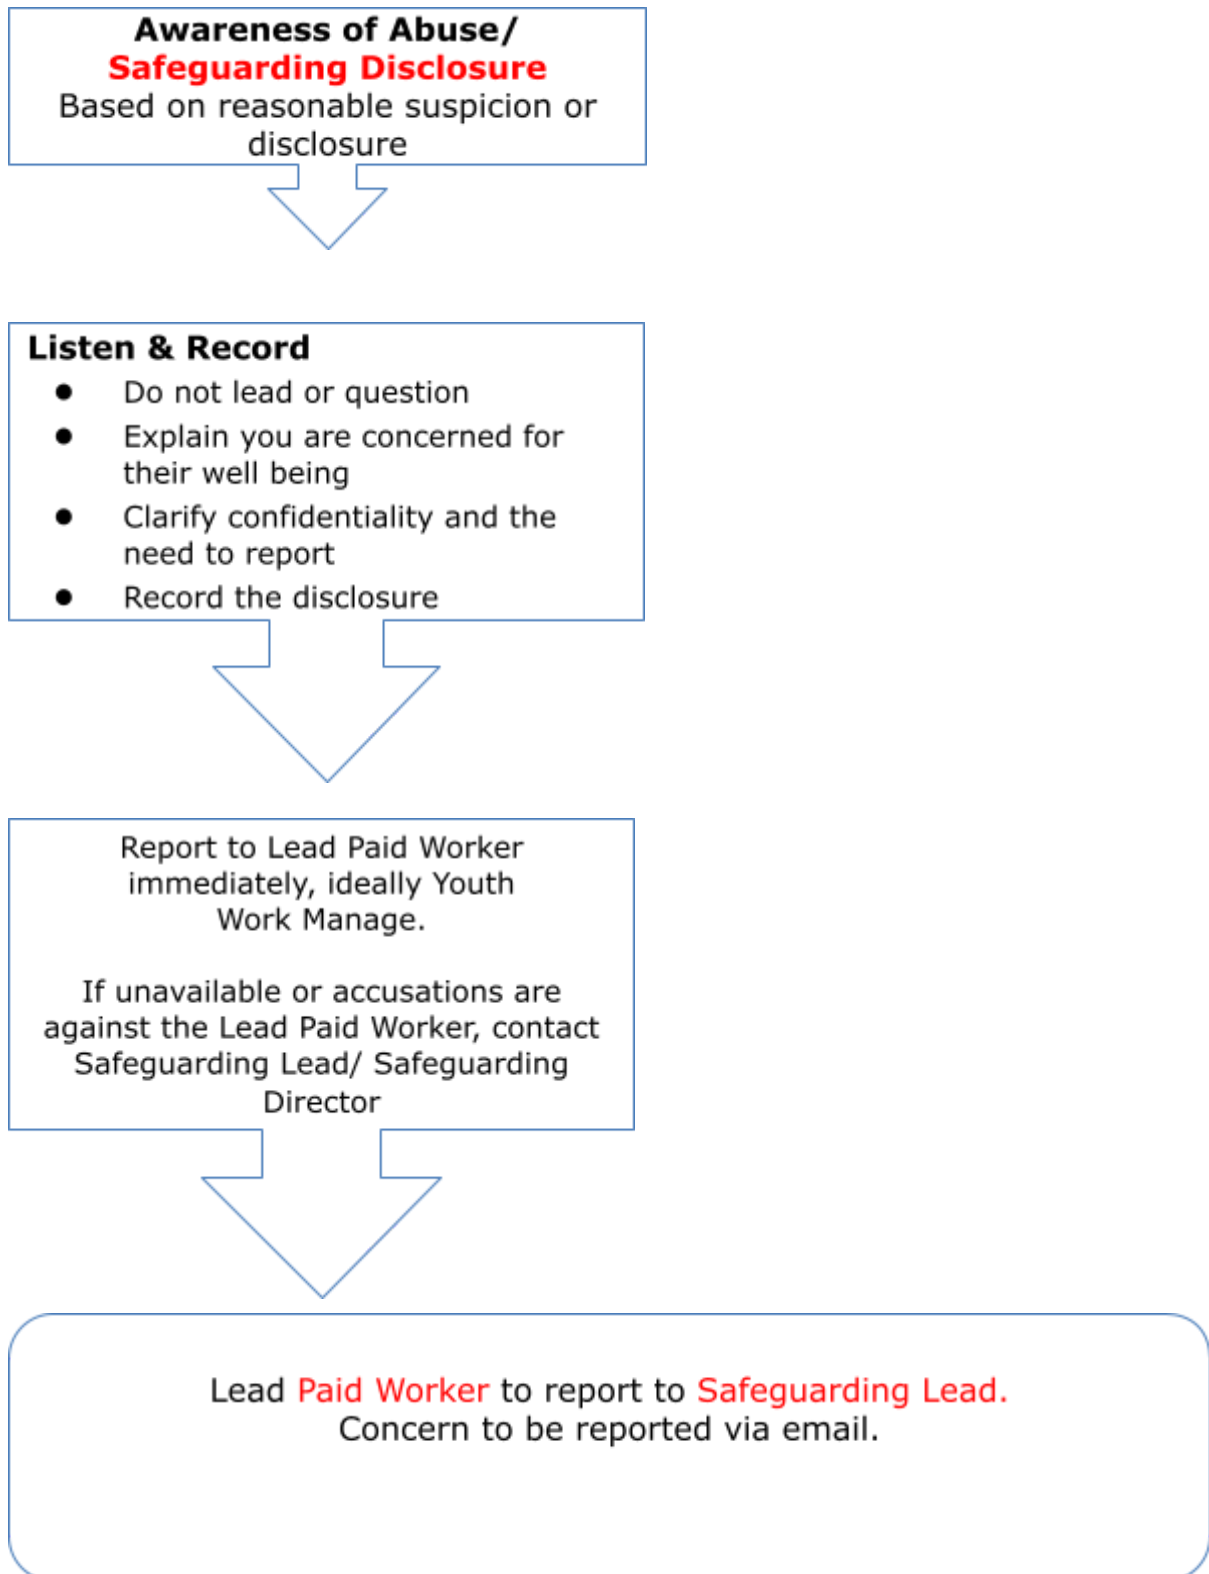 Awareness of Abuse/
Safeguarding Disclosure
Based on reasonable suspicion or
disclosure
Listen & Record
● Do not lead or question
● Explain you are concerned for
their well being
● Clarify confidentiality and the
need to report
● Record the disclosure
Report to Lead Paid Worker
immediately, ideally Youth
Work Manage.
If unavailable or accusations are
against the Lead Paid Worker, contact
Safeguarding Lead/ Safeguarding
Director
Lead Paid Worker to report to Safeguarding Lead.
Concern to be reported via email.